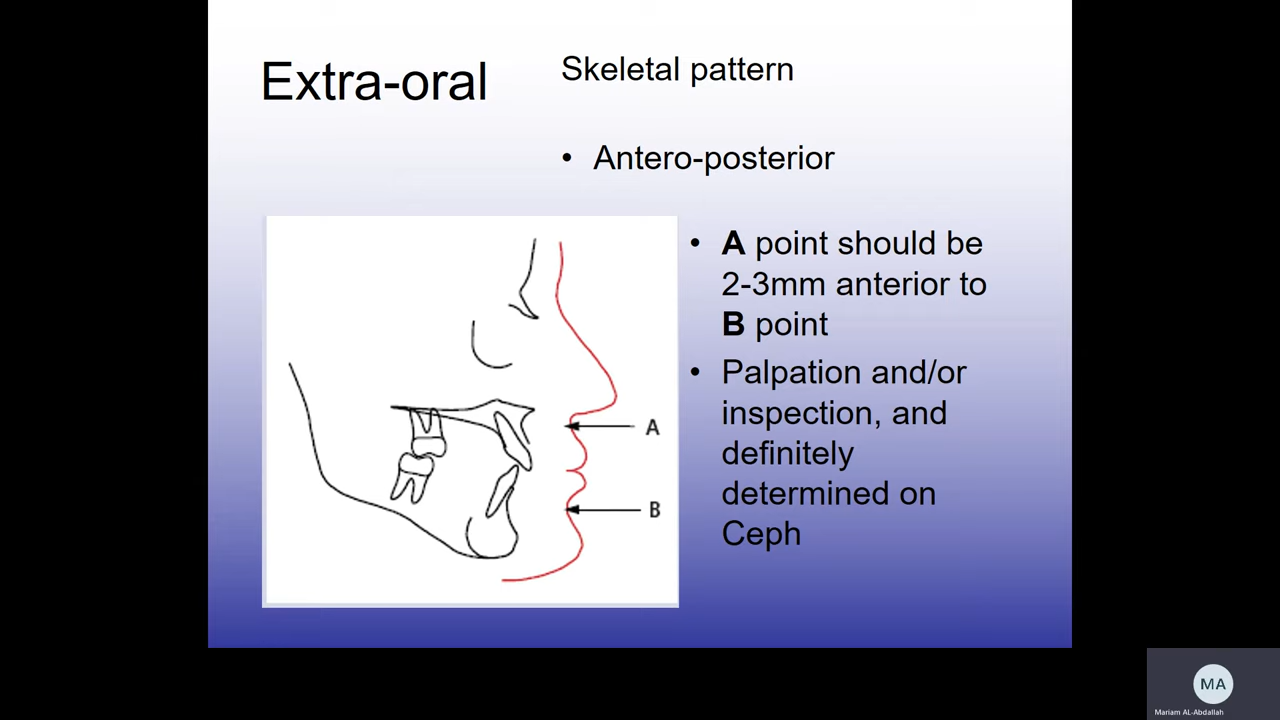 Extra-oral
Skeletal pattern
• Antero-posterior
• A point should be
2-3mm anterior to
B point
• Palpation and/or
inspection, and
definitely
determined on
Ceph
A
B
MA
Mariam AL-Abdallah